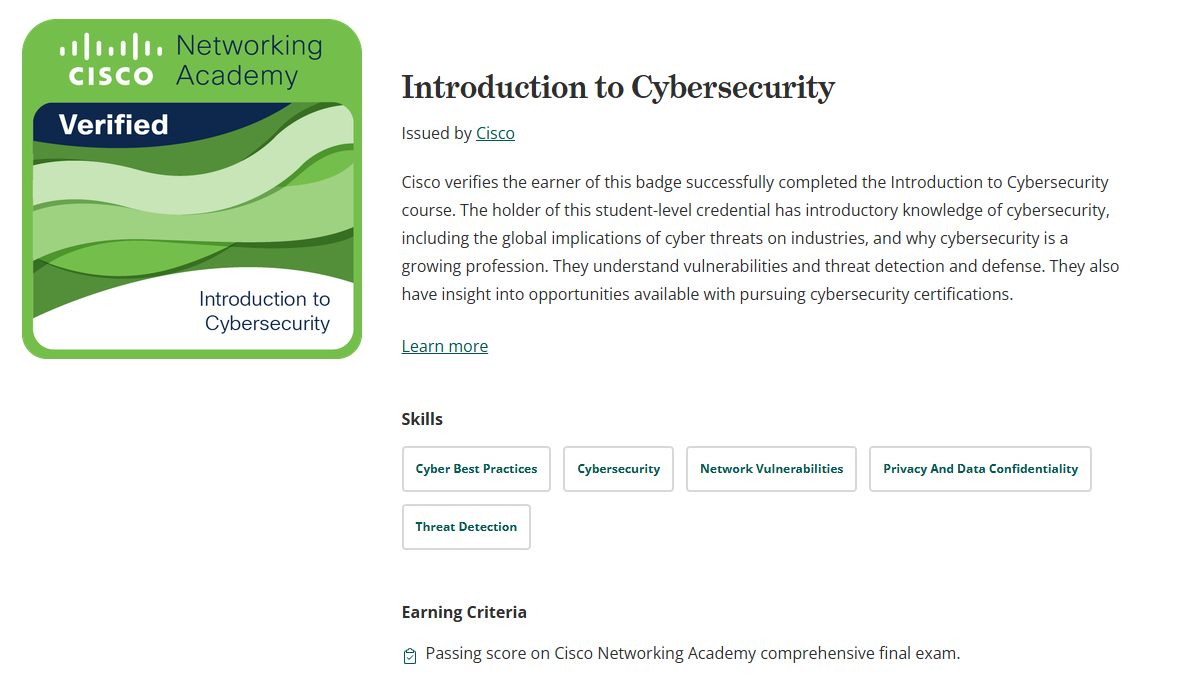 CISCO Networking
Academy
Verified
Introduction to
Cybersecurity
Introduction to Cybersecurity
Issued by Cisco
Cisco verifies the earner of this badge successfully completed the Introduction to Cybersecurity
course. The holder of this student-level credential has introductory knowledge of cybersecurity,
including the global implications of cyber threats on industries, and why cybersecurity is a
growing profession. They understand vulnerabilities and threat detection and defense. They also
have insight into opportunities available with pursuing cybersecurity certifications.
Learn more
Skills
Cyber Best Practices Cybersecurity Network Vulnerabilities Privacy And Data Confidentiality
Threat Detection
Earning Criteria
Passing score on Cisco Networking Academy comprehensive final exam.